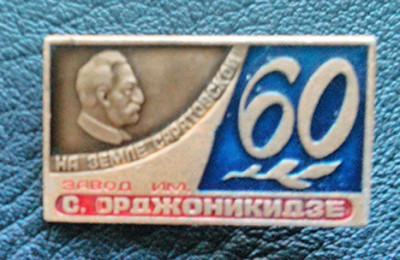 НА ЗЕМЛЕ САРАТОВСКОЙ
60
ЗАВОД ИМ.
С. ОРДЖОНИКИДЗЕ